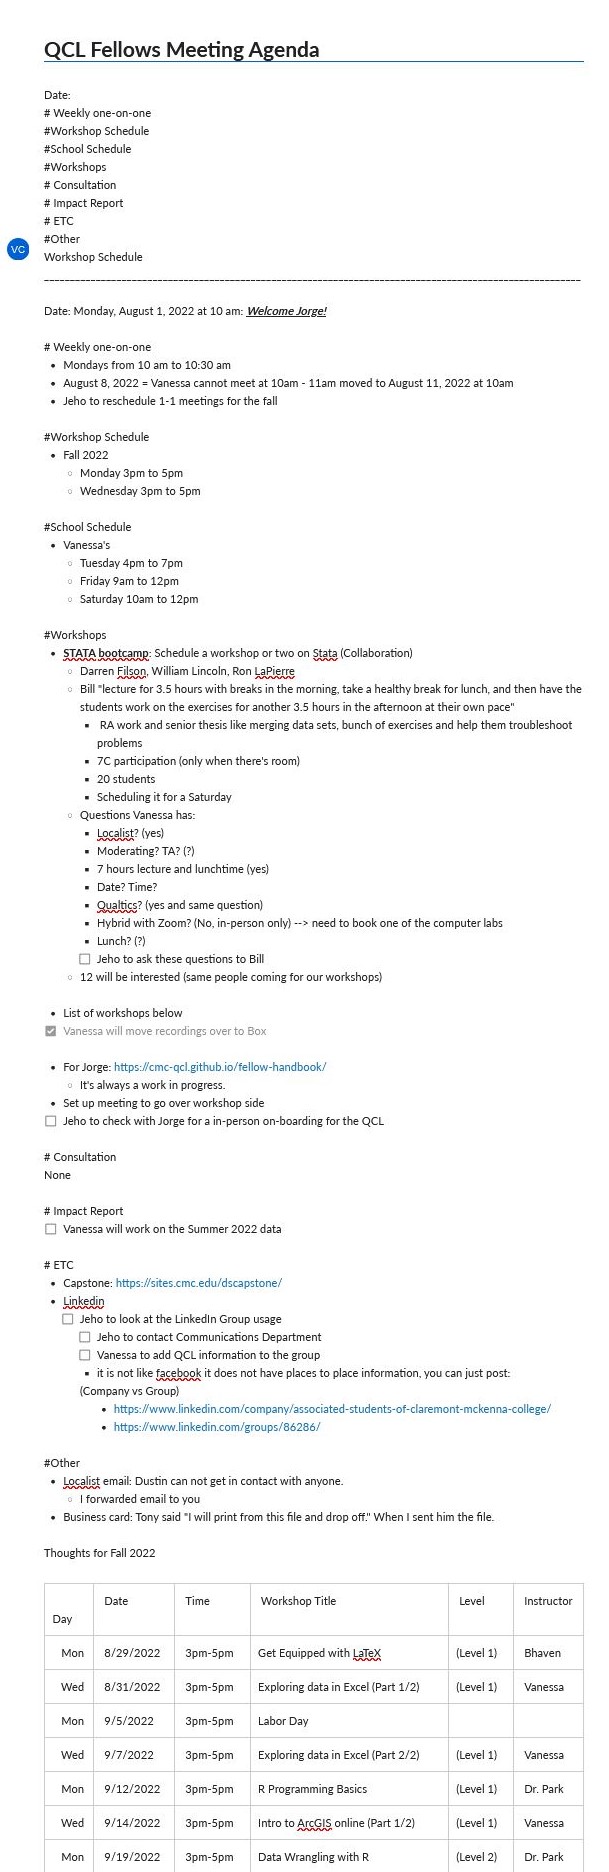 QCL Fellows Meeting Agenda
Date:
# Weekly one-on-one
#Workshop Schedule
#School Schedule
#Workshops
# Consultation
# Impact Report
# ETC
#Other
VC
Workshop Schedule
Date: Monday, August 1, 2022 at 10 am: Welcome Jorge!
# Weekly one-on-one
• Mondays from 10 am to 10:30 am
• August 8, 2022 = Vanessa cannot meet at 10am - 11am moved to August 11, 2022 at 10am
• Jeho to reschedule 1-1 meetings for the fall
#Workshop Schedule
• Fall 2022
○ Monday 3pm to 5pm
○ Wednesday 3pm to 5pm
#School Schedule
• Vanessa's
○ Tuesday 4pm to 7pm
○ Friday 9am to 12pm
○ Saturday 10am to 12pm
#Workshops
• STATA bootcamp: Schedule a workshop or two on Stata (Collaboration)
○ Darren Filson, William Lincoln, Ron LaPierre
○ Bill "lecture for 3.5 hours with breaks in the morning, take a healthy break for lunch, and then have the
students work on the exercises for another 3.5 hours in the afternoon at their own pace"
▪ RA work and senior thesis like merging data sets, bunch of exercises and help them troubleshoot
problems
▪ 7C participation (only when there's room)
▪ 20 students
▪ Scheduling it for a Saturday
○ Questions Vanessa has:
▪ Localist? (yes)
▪ Moderating? TA? (?)
▪ 7 hours lecture and lunchtime (yes)
▪ Date? Time?
▪ Qualtics? (yes and same question)
▪ Hybrid with Zoom? (No, in-person only) --> need to book one of the computer labs
▪ Lunch? (?)
☐ Jeho to ask these questions to Bill
○ 12 will be interested (same people coming for our workshops)
• List of workshops below
☑ Vanessa will move recordings over to Box
• For Jorge: https://cmc-qcl.github.io/fellow-handbook/
○ It's always a work in progress.
• Set up meeting to go over workshop side
☐ Jeho to check with Jorge for a in-person on-boarding for the QCL
# Consultation
None
# Impact Report
☐ Vanessa will work on the Summer 2022 data
# ETC
• Capstone: https://sites.cmc.edu/dscapstone/
• Linkedin
☐ Jeho to look at the LinkedIn Group usage
☐ Jeho to contact Communications Department
☐ Vanessa to add QCL information to the group
▪ it is not like facebook it does not have places to place information, you can just post:
(Company vs Group)
• https://www.linkedin.com/company/associated-students-of-claremont-mckenna-college/
• https://www.linkedin.com/groups/86286/
#Other
• Localist email: Dustin can not get in contact with anyone.
○ I forwarded email to you
• Business card: Tony said "I will print from this file and drop off." When I sent him the file.
Thoughts for Fall 2022
Day Date Time Workshop Title Level Instructor
Mon 8/29/2022 3pm-5pm Get Equipped with LaTeX (Level 1) Bhaven
Wed 8/31/2022 3pm-5pm Exploring data in Excel (Part 1/2) (Level 1) Vanessa
Mon 9/5/2022 3pm-5pm Labor Day
Wed 9/7/2022 3pm-5pm Exploring data in Excel (Part 2/2) (Level 1) Vanessa
Mon 9/12/2022 3pm-5pm R Programming Basics (Level 1) Dr. Park
Wed 9/14/2022 3pm-5pm Intro to ArcGIS online (Part 1/2) (Level 1) Vanessa
Mon 9/19/2022 3pm-5pm Data Wrangling with R (Level 2) Dr. Park